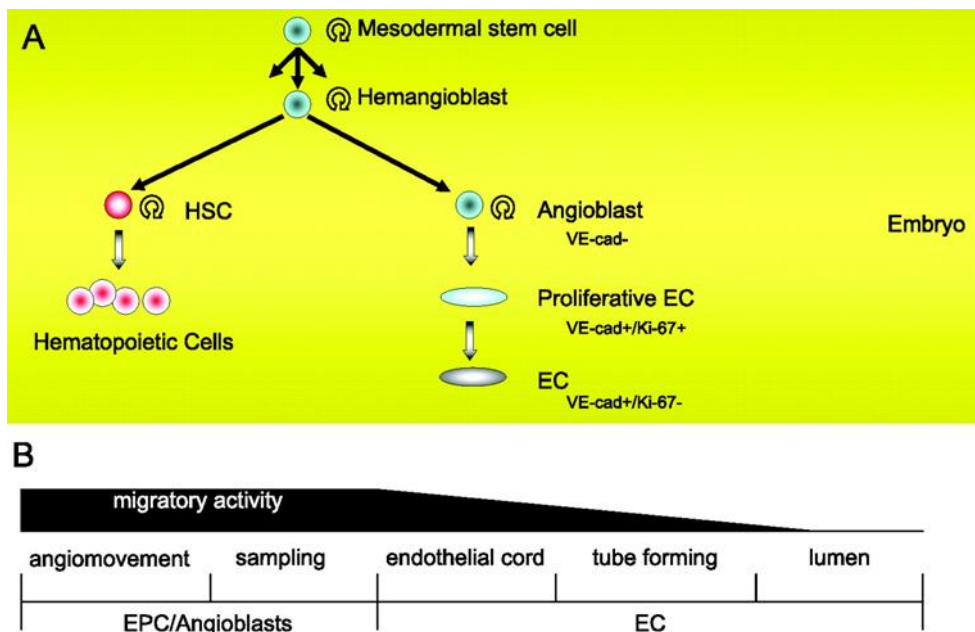 A
Mesodermal stem cell
Hemangioblast
HSC
Angioblast
VE-cad-
Embryo
Proliferative EC
VE-cad+/Ki-67+
Hematopoietic Cells
EC
VE-cad+/Ki-67-
B
migratory activity
angiomovement sampling endothelial cord tube forming lumen
EPC/Angioblasts EC